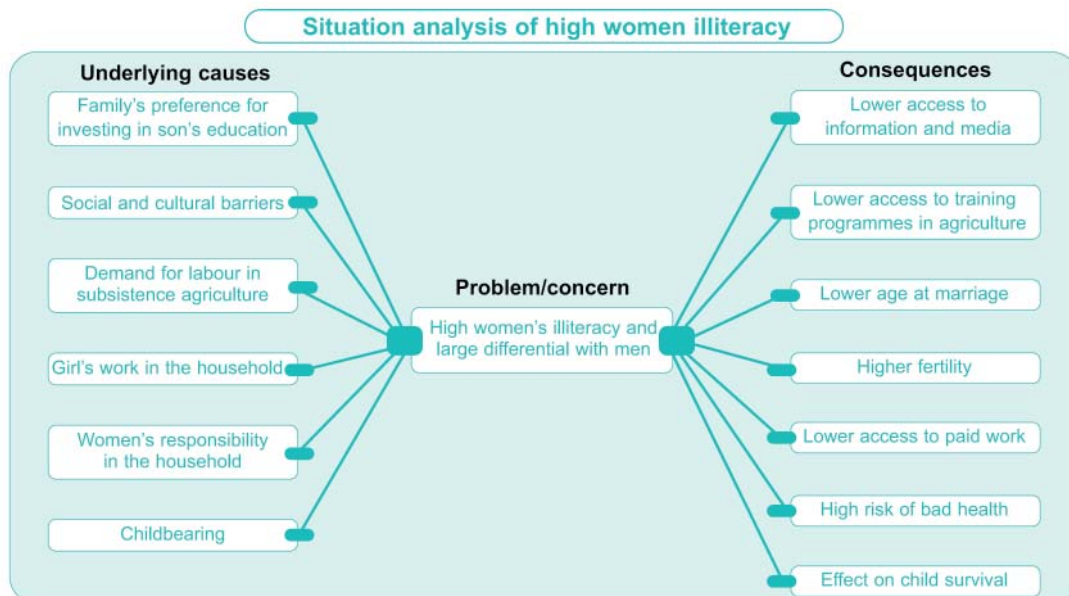 Situation analysis of high women illiteracy
Underlying causes
Family's preference for
investing in son's education
Social and cultural barriers
Demand for labour in
subsistence agriculture
Girl's work in the household
Women's responsibility
in the household
Childbearing
Problem/concern
High women's illiteracy and
large differential with men
Consequences
Lower access to
information and media
Lower access to training
programmes in agriculture
Lower age at marriage
Higher fertility
Lower access to paid work
High risk of bad health
Effect on child survival